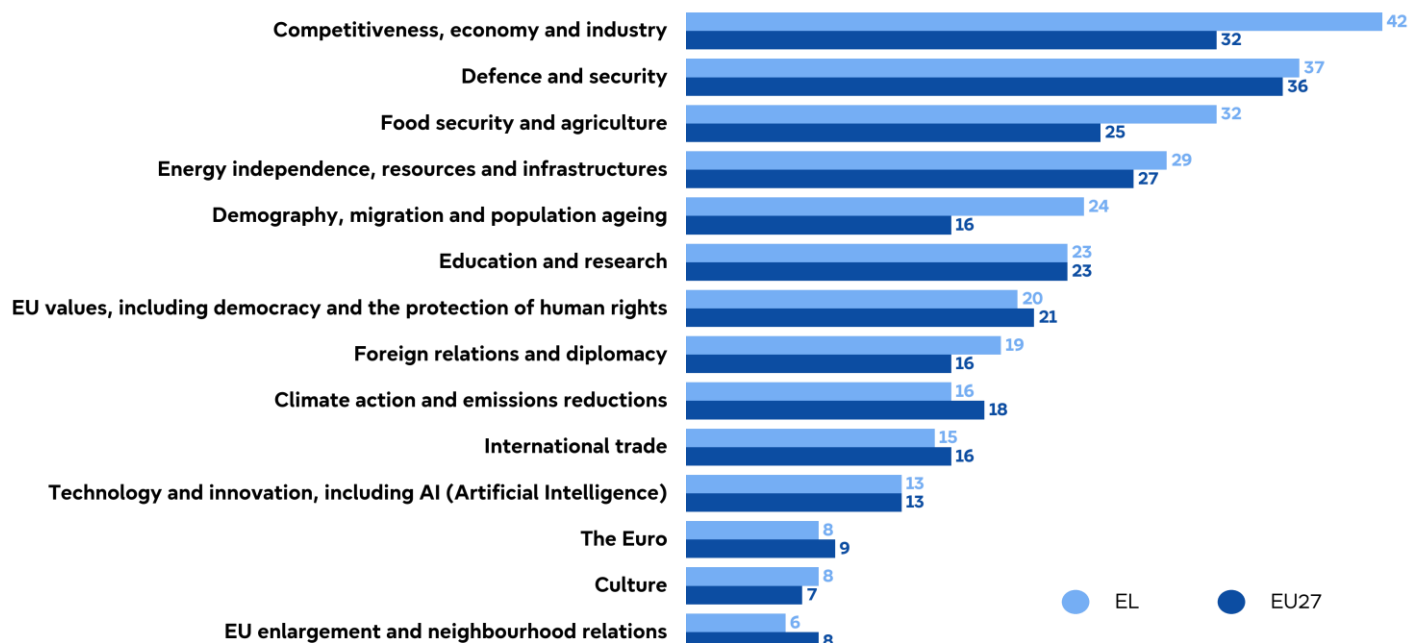 Competitiveness, economy and industry 42
32
Defence and security 37
36
Food security and agriculture 32
25
Energy independence, resources and infrastructures 29
27
Demography, migration and population ageing 24
16
Education and research 23
23
EU values, including democracy and the protection of human rights 20
21
Foreign relations and diplomacy 19
16
Climate action and emissions reductions 16
18
International trade 15
16
Technology and innovation, including AI (Artificial Intelligence) 13
13
The Euro 8
9
Culture 8
7
EL EU27
EU enlargement and neighbourhood relations 6
8